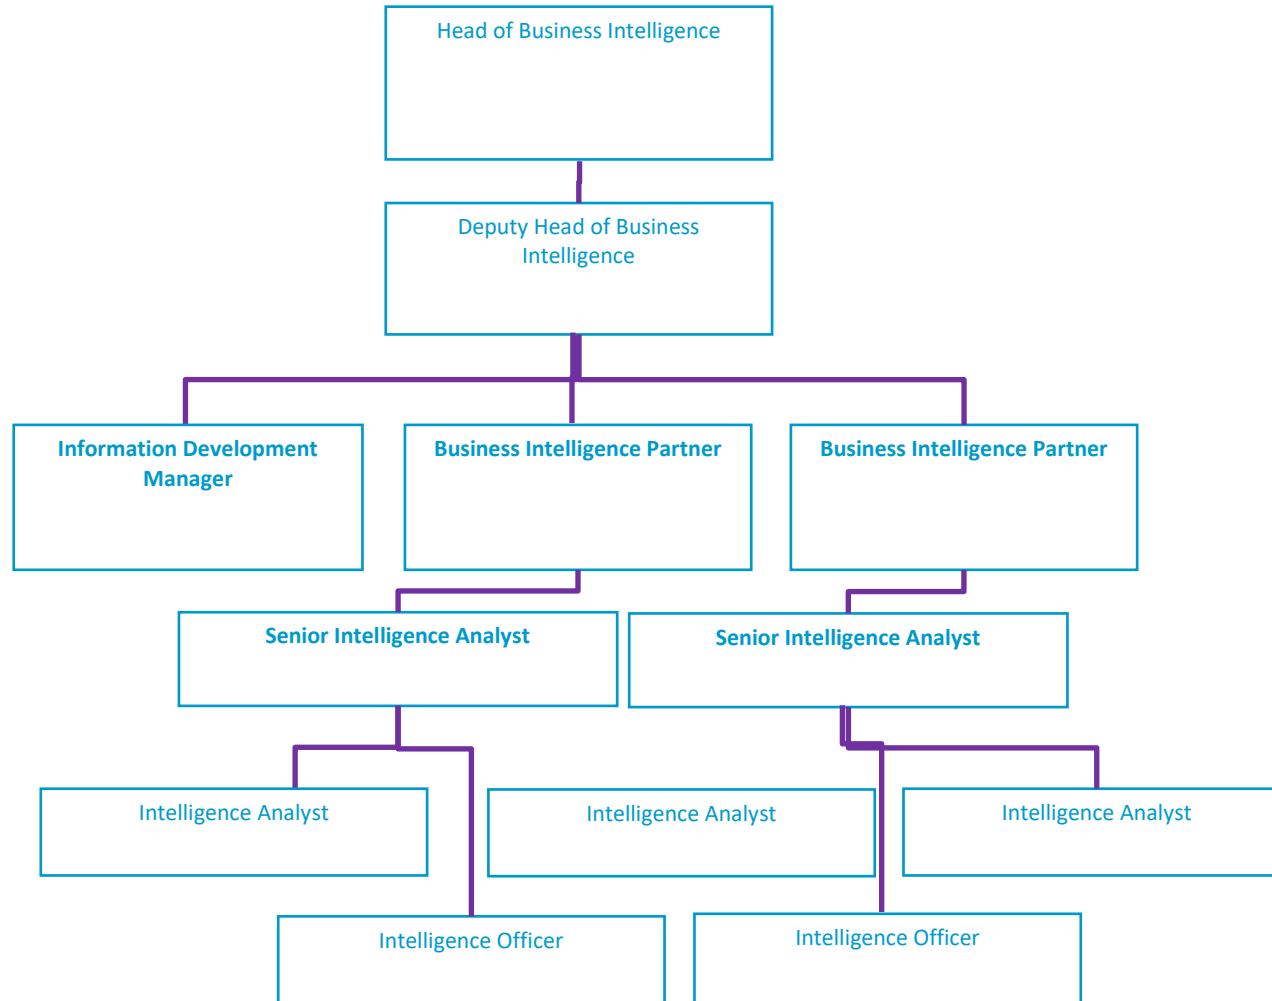 Head of Business Intelligence
Deputy Head of Business
Intelligence
Information Development
Manager
Business Intelligence Partner
Business Intelligence Partner
Senior Intelligence Analyst
Senior Intelligence Analyst
Intelligence Analyst
Intelligence Analyst
Intelligence Analyst
Intelligence Officer
Intelligence Officer